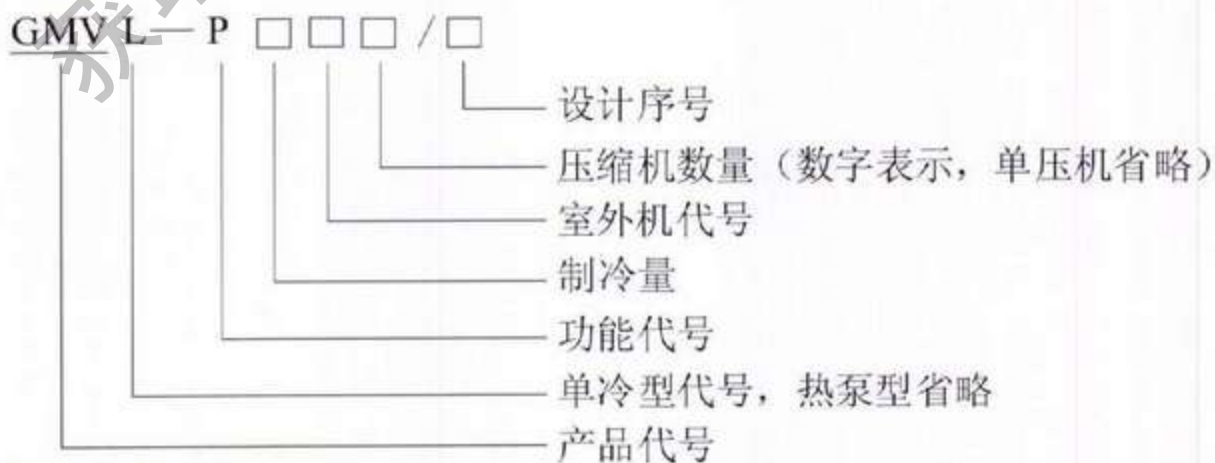 GMV L — P □ □ □ / □
设计序号
压缩机数量（数字表示，单压机省略）
室外机代号
制冷量
功能代号
单冷型代号，热泵型省略
产品代号